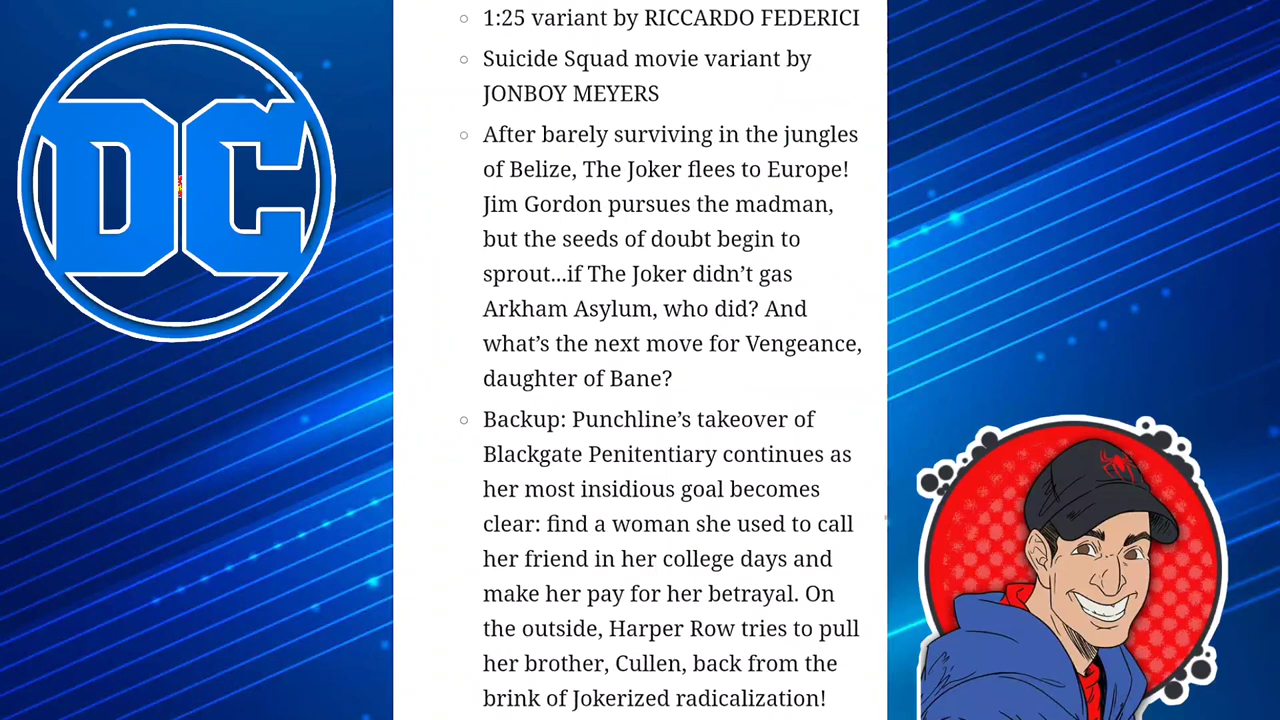 DC
1:25 variant by RICCARDO FEDERICI
Suicide Squad movie variant by
JONBOY MEYERS
After barely surviving in the jungles
of Belize, The Joker flees to Europe!
Jim Gordon pursues the madman,
but the seeds of doubt begin to
sprout...if The Joker didn’t gas
Arkham Asylum, who did? And
what’s the next move for Vengeance,
daughter of Bane?
Backup: Punchline’s takeover of
Blackgate Penitentiary continues as
her most insidious goal becomes
clear: find a woman she used to call
her friend in her college days and
make her pay for her betrayal. On
the outside, Harper Row tries to pull
her brother, Cullen, back from the
brink of Jokerized radicalization!